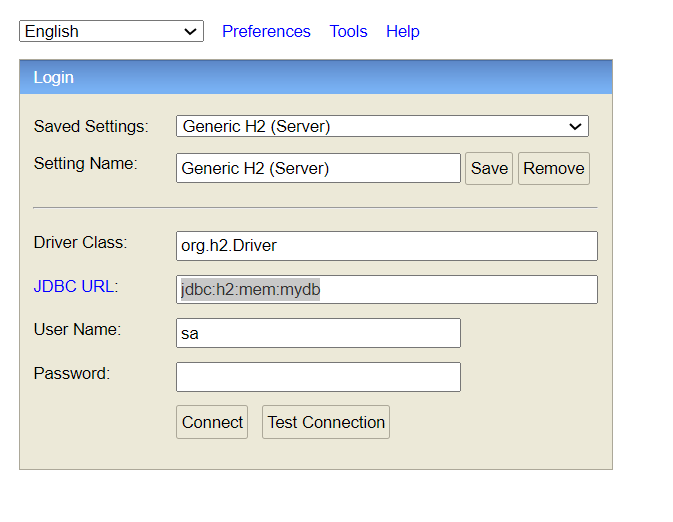 English Preferences Tools Help
Login
Saved Settings: Generic H2 (Server)
Setting Name: Generic H2 (Server) Save Remove
Driver Class: org.h2.Driver
JDBC URL: jdbc:h2:mem:mydb
User Name: sa
Password:
Connect Test Connection